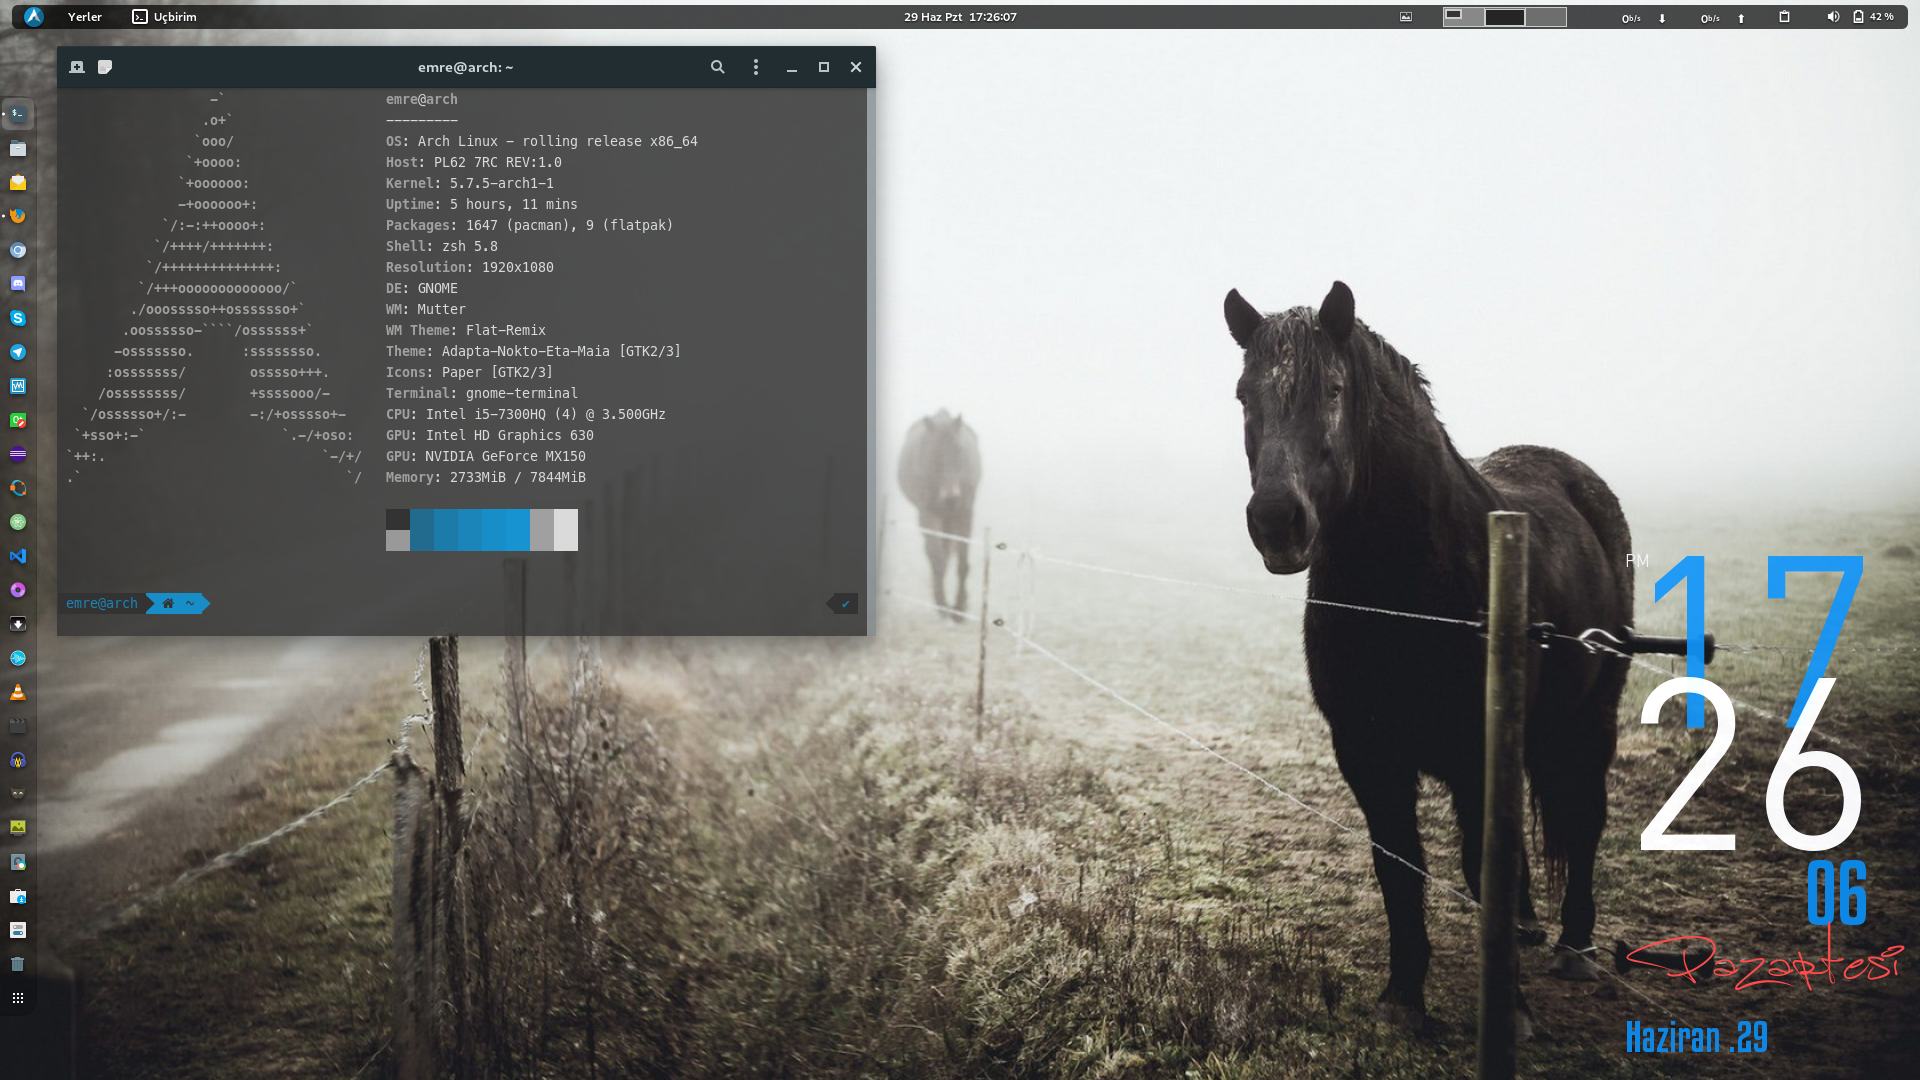 Yerler Uçbirim 29 Haz Pzt 17:26:07 0b/s 0b/s 42 %
emre@arch: ~
emre@arch
---------
OS: Arch Linux - rolling release x86_64
Host: PL62 7RC REV:1.0
Kernel: 5.7.5-arch1-1
Uptime: 5 hours, 11 mins
Packages: 1647 (pacman), 9 (flatpak)
Shell: zsh 5.8
Resolution: 1920x1080
DE: GNOME
WM: Mutter
WM Theme: Flat-Remix
Theme: Adapta-Nokto-Eta-Maia [GTK2/3]
Icons: Paper [GTK2/3]
Terminal: gnome-terminal
CPU: Intel i5-7300HQ (4) @ 3.500GHz
GPU: Intel HD Graphics 630
GPU: NVIDIA GeForce MX150
Memory: 2733MiB / 7844MiB
emre@arch ~ ✔
PM
17
26
06
Pazartesi
Haziran .29